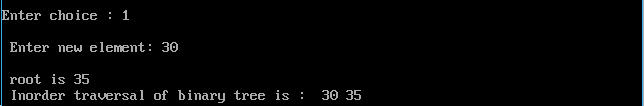 Enter choice : 1
Enter new element: 30
root is 35
Inorder traversal of binary tree is :  30 35